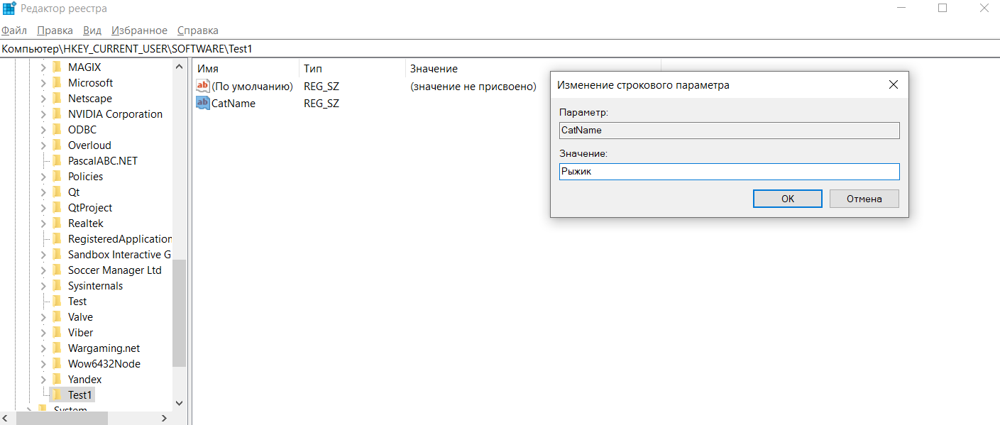 Редактор реестра
Файл Правка Вид Избранное Справка
Компьютер\HKEY_CURRENT_USER\SOFTWARE\Test1
MAGIX
Microsoft
Netscape
NVIDIA Corporation
ODBC
Overloud
PascalABC.NET
Policies
Qt
QtProject
Realtek
RegisteredApplication
Sandbox Interactive G
Soccer Manager Ltd
Sysinternals
Test
Valve
Viber
Wargaming.net
Wow6432Node
Yandex
Test1
System
Имя Тип Значение
ab (По умолчанию) REG_SZ (значение не присвоено)
ab CatName REG_SZ
Изменение строкового параметра
Параметр:
CatName
Значение:
Рыжик
OK Отмена